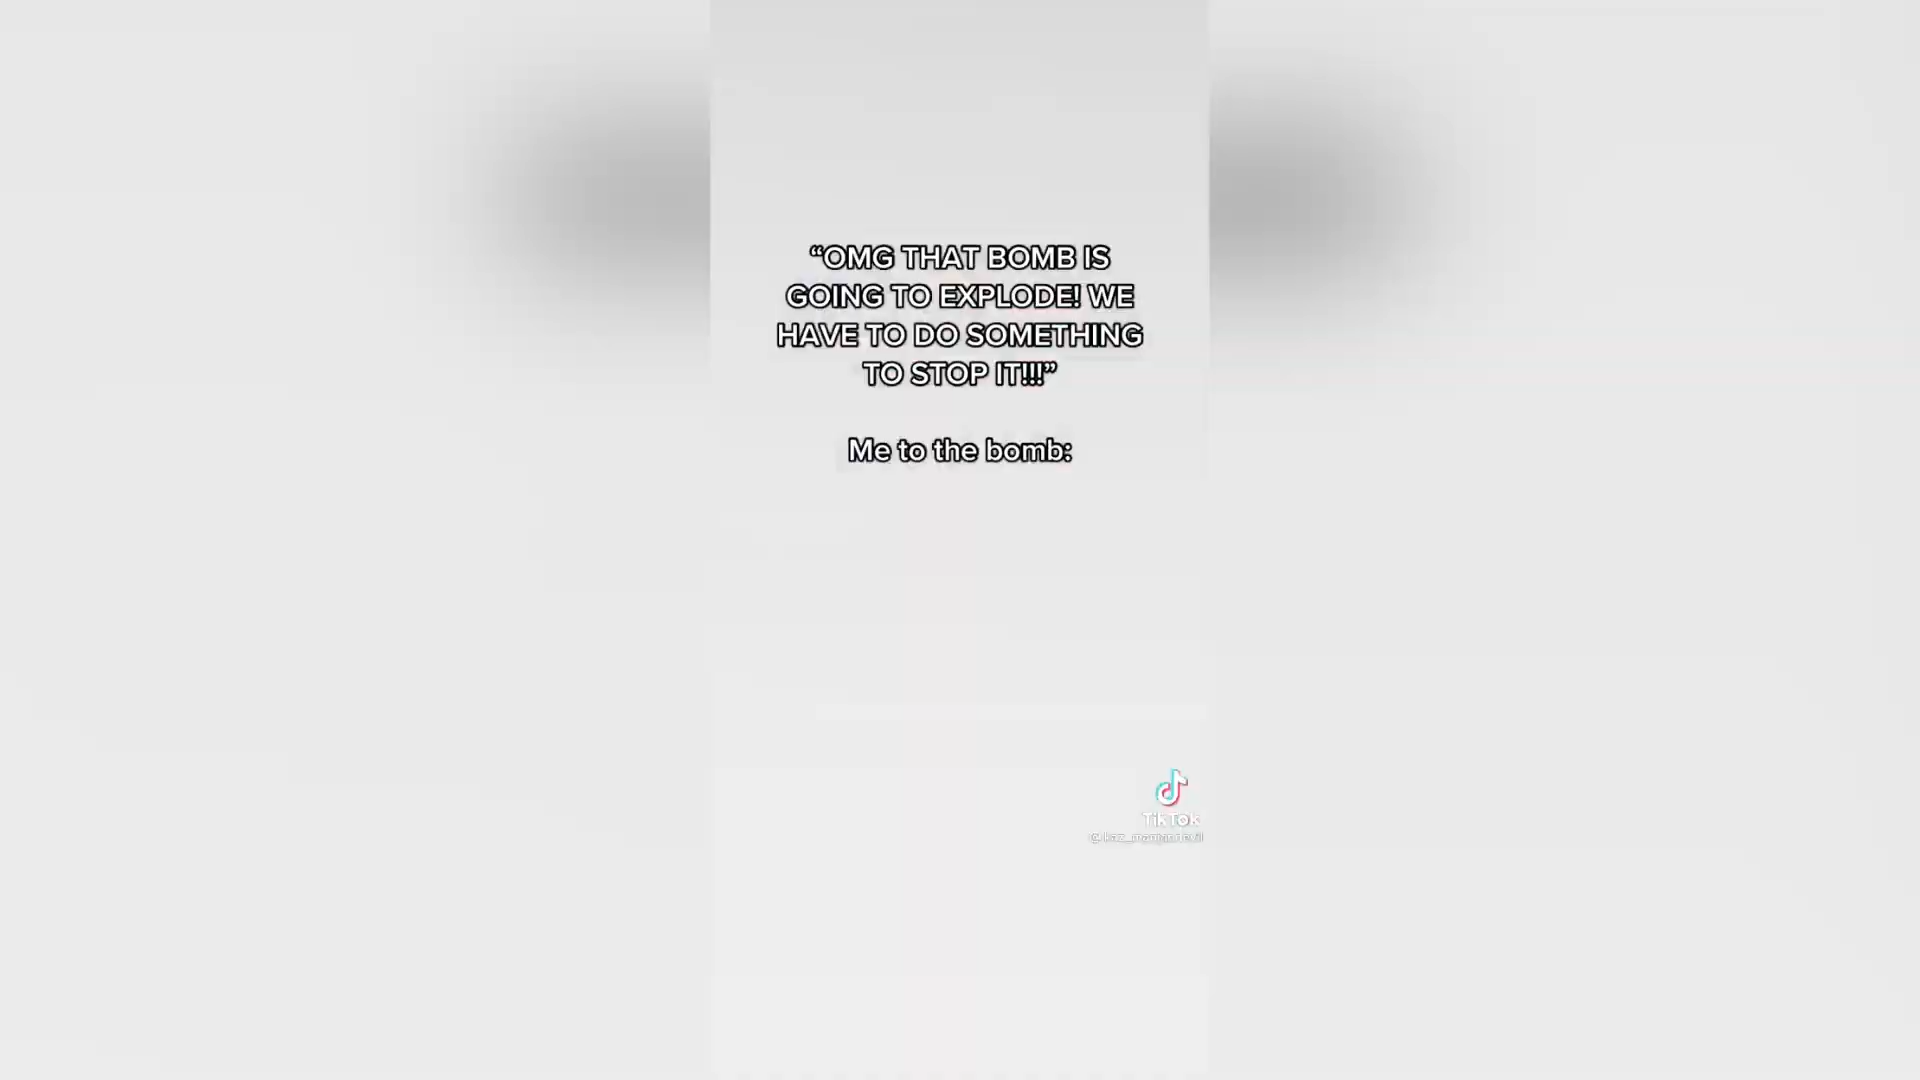 “OMG THAT BOMB IS
GOING TO EXPLODE! WE
HAVE TO DO SOMETHING
TO STOP IT!!!”
Me to the bomb:
TikTok